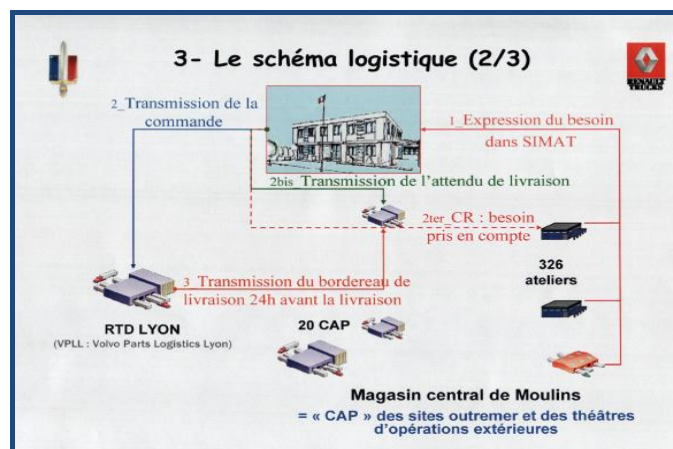 3- Le schéma logistique (2/3)
RENAULT
TRUCKS
2_Transmission de la
commande
1_Expression du besoin
dans SIMAT
2bis_Transmission de l'attendu de livraison
2ter_CR : besoin
pris en compte
3_Transmission du bordereau de
livraison 24h avant la livraison
326
ateliers
RTD LYON
(VPLL : Volvo Parts Logistics Lyon)
20 CAP
Magasin central de Moulins
= « CAP » des sites outremer et des théâtres
d'opérations extérieures